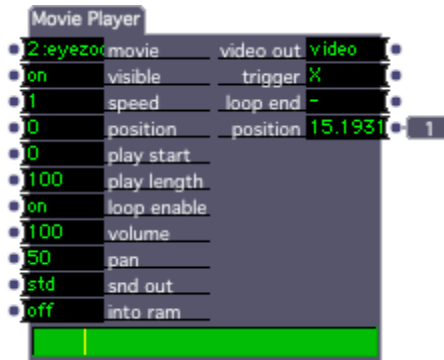 Movie Player
2:eyezoo movie video out video
on visible trigger X
1 speed loop end -
0 position position 15.1931 1
0 play start
100 play length
on loop enable
100 volume
50 pan
std snd out
off into ram